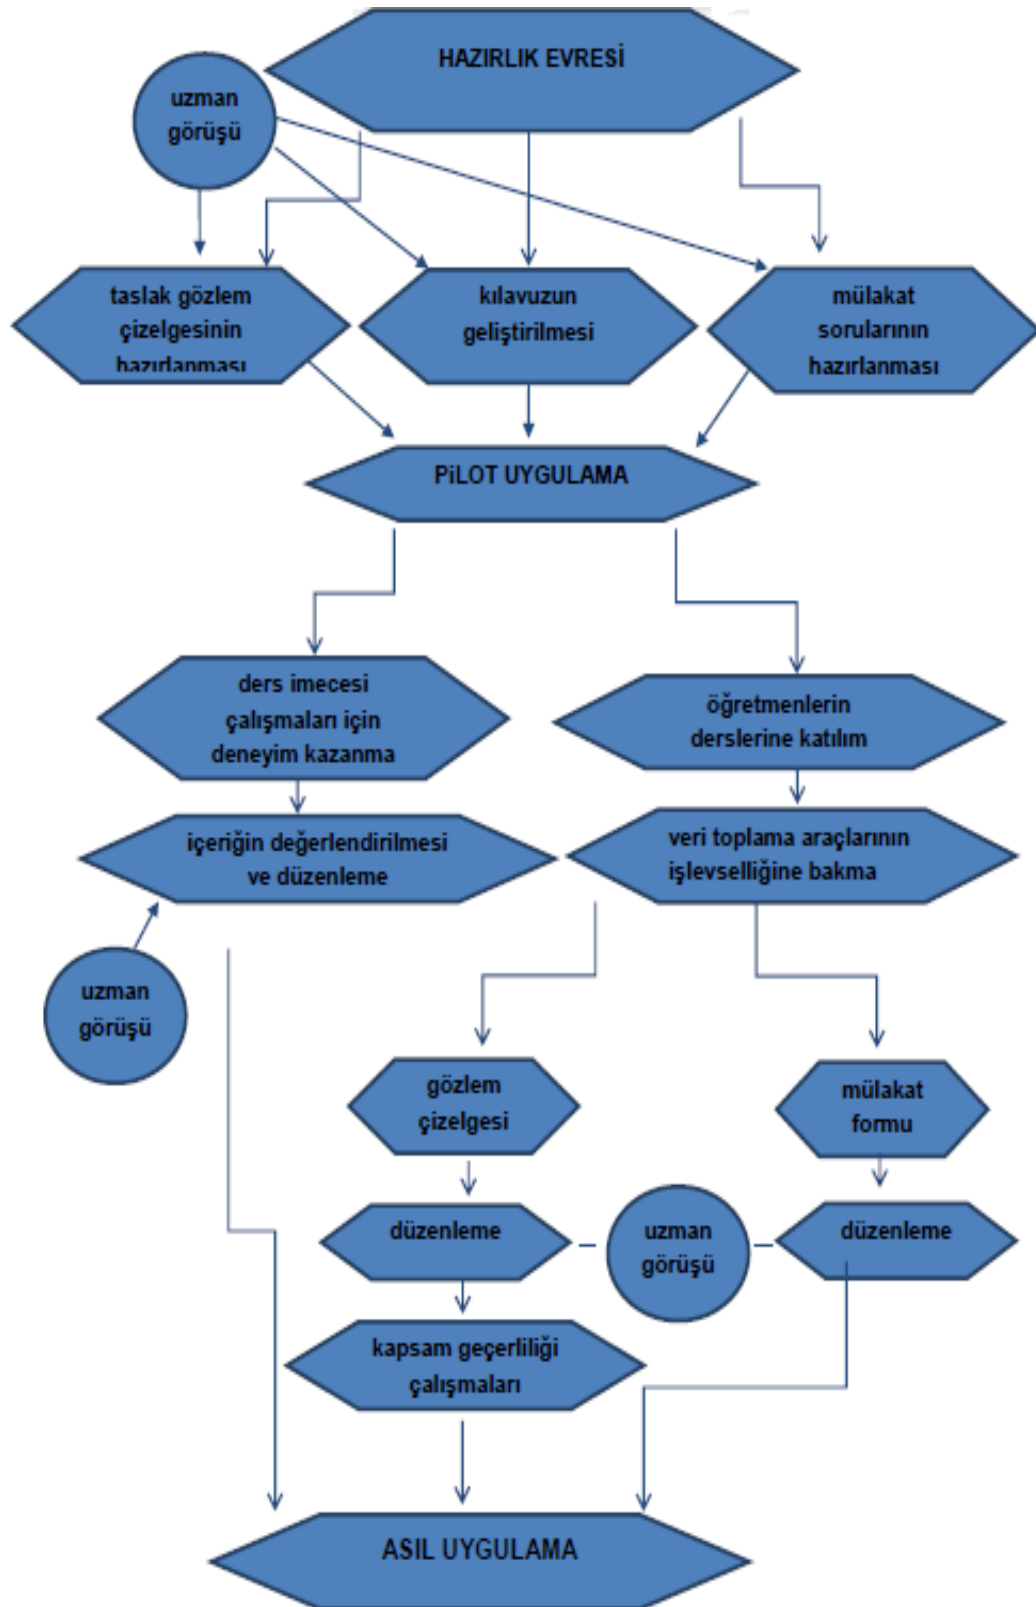 HAZIRLIK EVRESİ
uzman
görüşü
taslak gözlem
çizelgesinin
hazırlanması
kılavuzun
geliştirilmesi
mülakat
sorularının
hazırlanması
PiLOT UYGULAMA
ders imecesi
çalışmaları için
deneyim kazanma
öğretmenlerin
derslerine katılım
içeriğin değerlendirilmesi
ve düzenleme
veri toplama araçlarının
işlevselliğine bakma
uzman
görüşü
gözlem
çizelgesi
mülakat
formu
düzenleme
uzman
görüşü
düzenleme
kapsam geçerliliği
çalışmaları
ASIL UYGULAMA